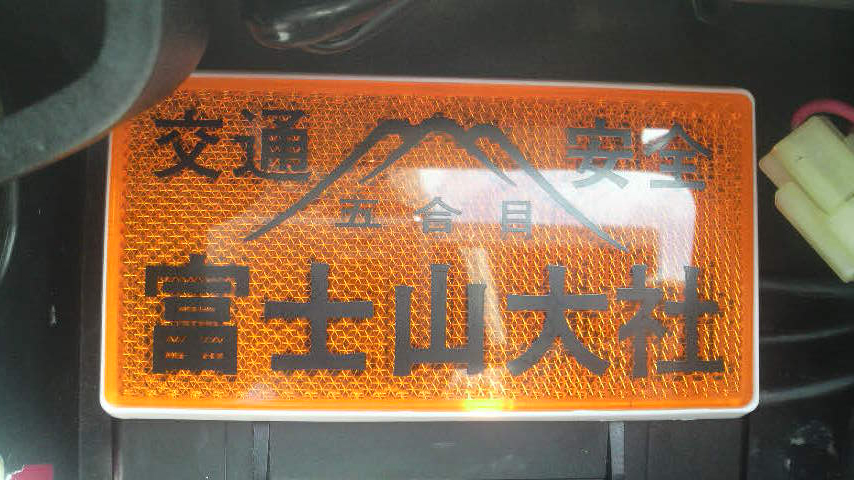 交通 安全
五合目
富士山大社